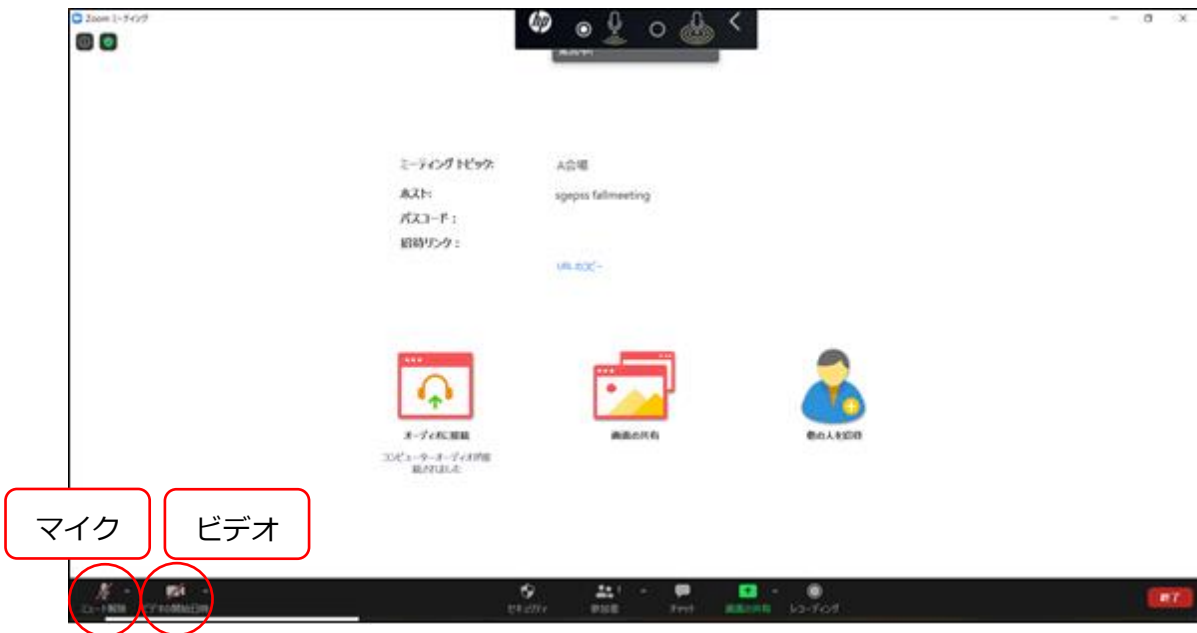 Zoom ミーティング
hp
ミーティング トピック:
A会場
ホスト:
sgepss fallmeeting
パスコード:
招待リンク:
URLのコピー
オーディオに接続
画面の共有
他の人を招待
コンピューターオーディオが接
続されました
マイク
ビデオ
ミュート解除
セキュリティ
参加者
1
チャット
画面の共有
レコーディング
終了